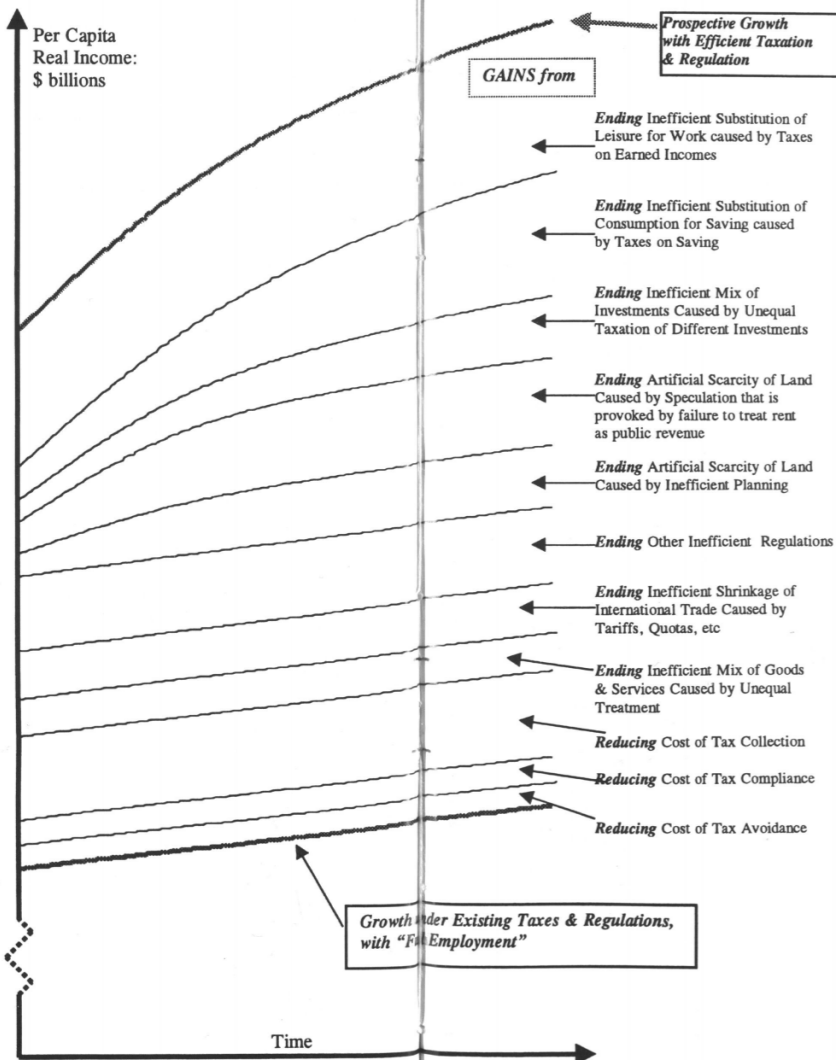 Per Capita
Real Income:
$ billions
Prospective Growth
with Efficient Taxation
& Regulation
GAINS from
Ending Inefficient Substitution of
Leisure for Work caused by Taxes
on Earned Incomes
Ending Inefficient Substitution of
Consumption for Saving caused
by Taxes on Saving
Ending Inefficient Mix of
Investments Caused by Unequal
Taxation of Different Investments
Ending Artificial Scarcity of Land
Caused by Speculation that is
provoked by failure to treat rent
as public revenue
Ending Artificial Scarcity of Land
Caused by Inefficient Planning
Ending Other Inefficient Regulations
Ending Inefficient Shrinkage of
International Trade Caused by
Tariffs, Quotas, etc
Ending Inefficient Mix of Goods
& Services Caused by Unequal
Treatment
Reducing Cost of Tax Collection
Reducing Cost of Tax Compliance
Reducing Cost of Tax Avoidance
Growth under Existing Taxes & Regulations,
with "Full Employment"
Time